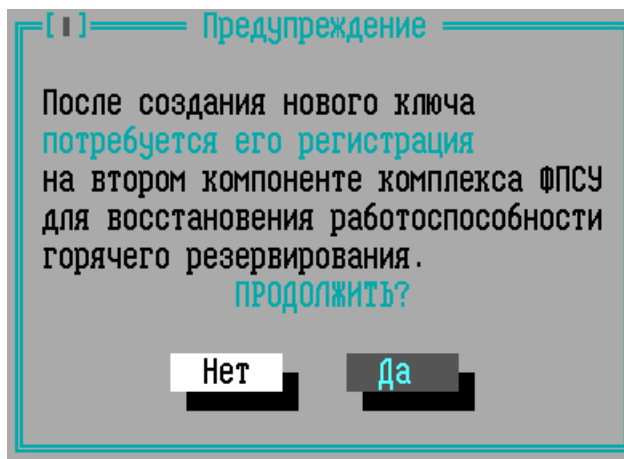 Предупреждение
После создания нового ключа
потребуется его регистрация
на втором компоненте комплекса ФПСУ
для восстановления работоспособности
горячего резервирования.
ПРОДОЛЖИТЬ?
Нет Да